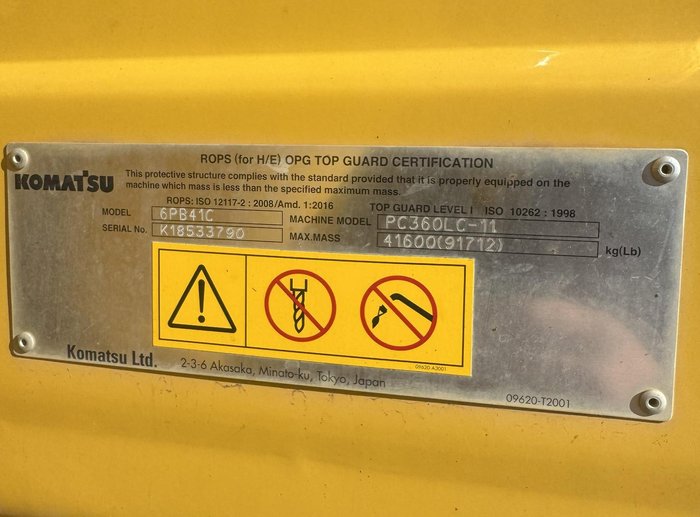 ROPS (for H/E) OPG TOP GUARD CERTIFICATION
KOMATSU
This protective structure complies with the standard provided that it is properly equipped on the
machine which mass is less than the specified maximum mass.
ROPS: ISO 12117-2 : 2008/Amd. 1:2016 TOP GUARD LEVEL I ISO 10262 : 1998
MODEL 6PB41C MACHINE MODEL PC360LC-11
SERIAL No. K18533790 MAX.MASS 41600(91712) kg(Lb)
09620-A3001
Komatsu Ltd. 2-3-6 Akasaka, Minato-ku, Tokyo, Japan
09620-T2001